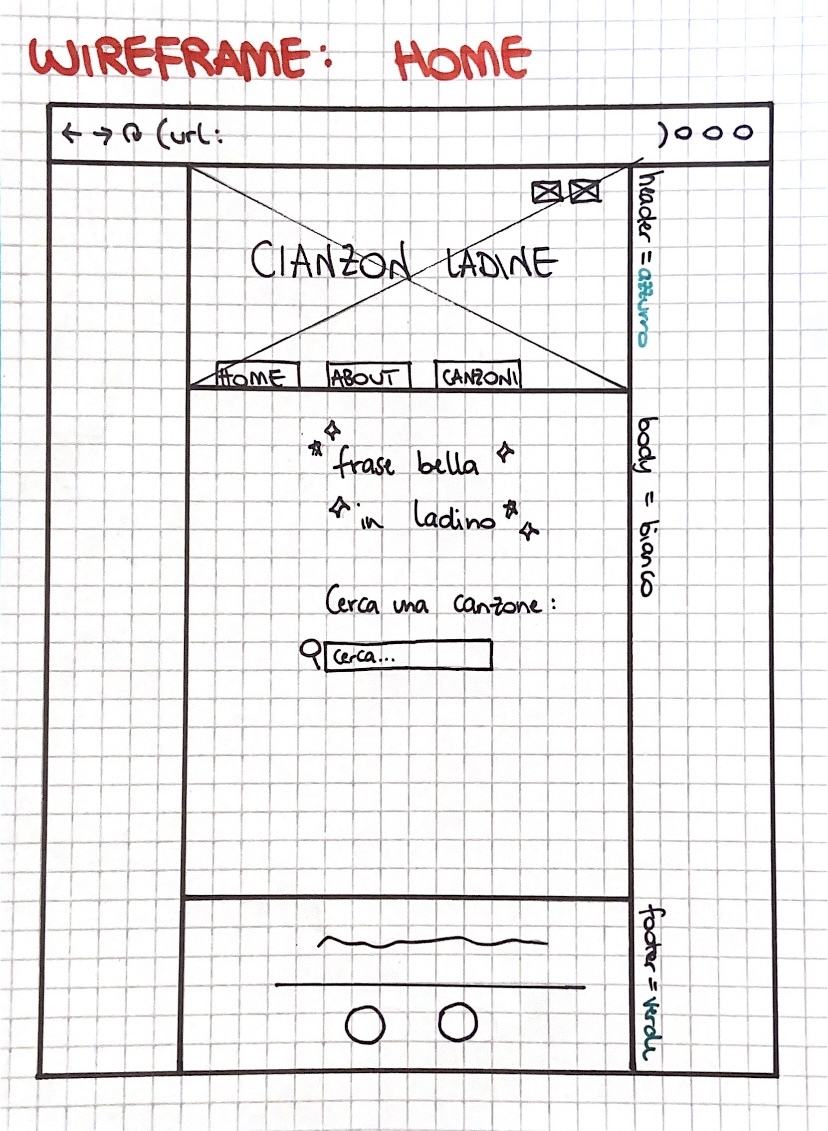 WIREFRAME: HOME
← → (url: )
CIANZON LADINE
HOME ABOUT CANZONI
frase bella
in ladino
Cerca una canzone:
cerca...
header = azzurro
body = bianco
footer = verde